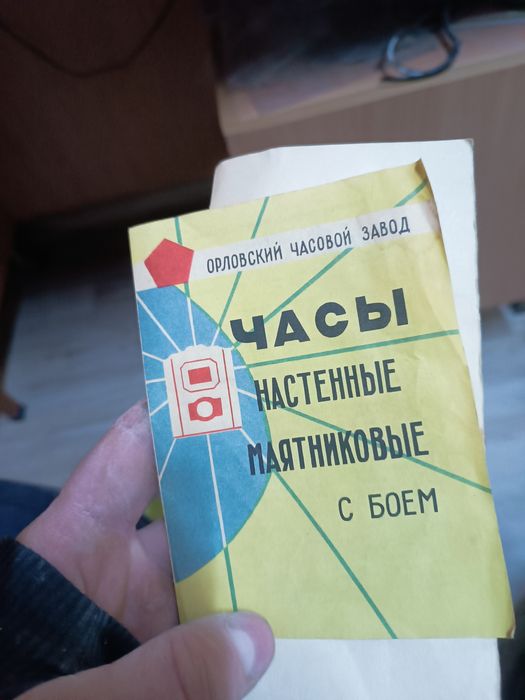 ОРЛОВСКИЙ ЧАСОВОЙ ЗАВОД
ЧАСЫ
НАСТЕННЫЕ
МАЯТНИКОВЫЕ
С БОЕМ